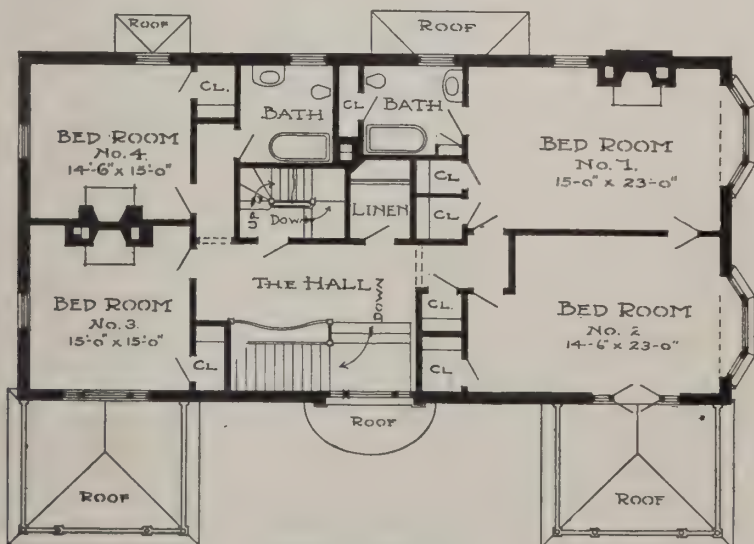 ROOF
ROOF
CL.
BATH
CL
BATH
BED ROOM
No. 4.
14'-6" x 15'-0"
BED ROOM
No. 1.
15-0" x 23-0"
CL
UP
DOWN
LINEN
CL
THE HALL
DOWN
BED ROOM
No. 3.
15'-0" x 15'-0"
CL.
BED ROOM
No. 2
14-6" x 23-0"
CL
CL
ROOF
ROOF
ROOF